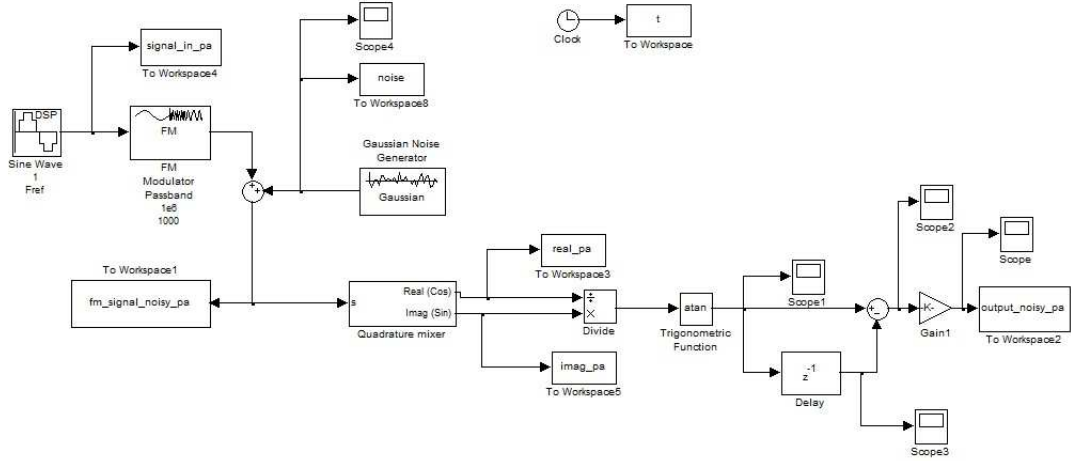 Scope4
t
Clock
To Workspace
signal_in_pa
To Workspace4
noise
To Workspace8
DSP
Sine Wave
1
Fref
FM
FM
Modulator
Passband
1e6
1000
+
+
Gaussian Noise
Generator
Gaussian
To Workspace1
fm_signal_noisy_pa
s
Real (Cos)
Imag (Sin)
Quadrature mixer
real_pa
To Workspace3
imag_pa
To Workspace5
÷
×
Divide
atan
Trigonometric
Function
Scope1
-1
z
Delay
+
−
Scope2
Scope
-K-
Gain1
output_noisy_pa
To Workspace2
Scope3